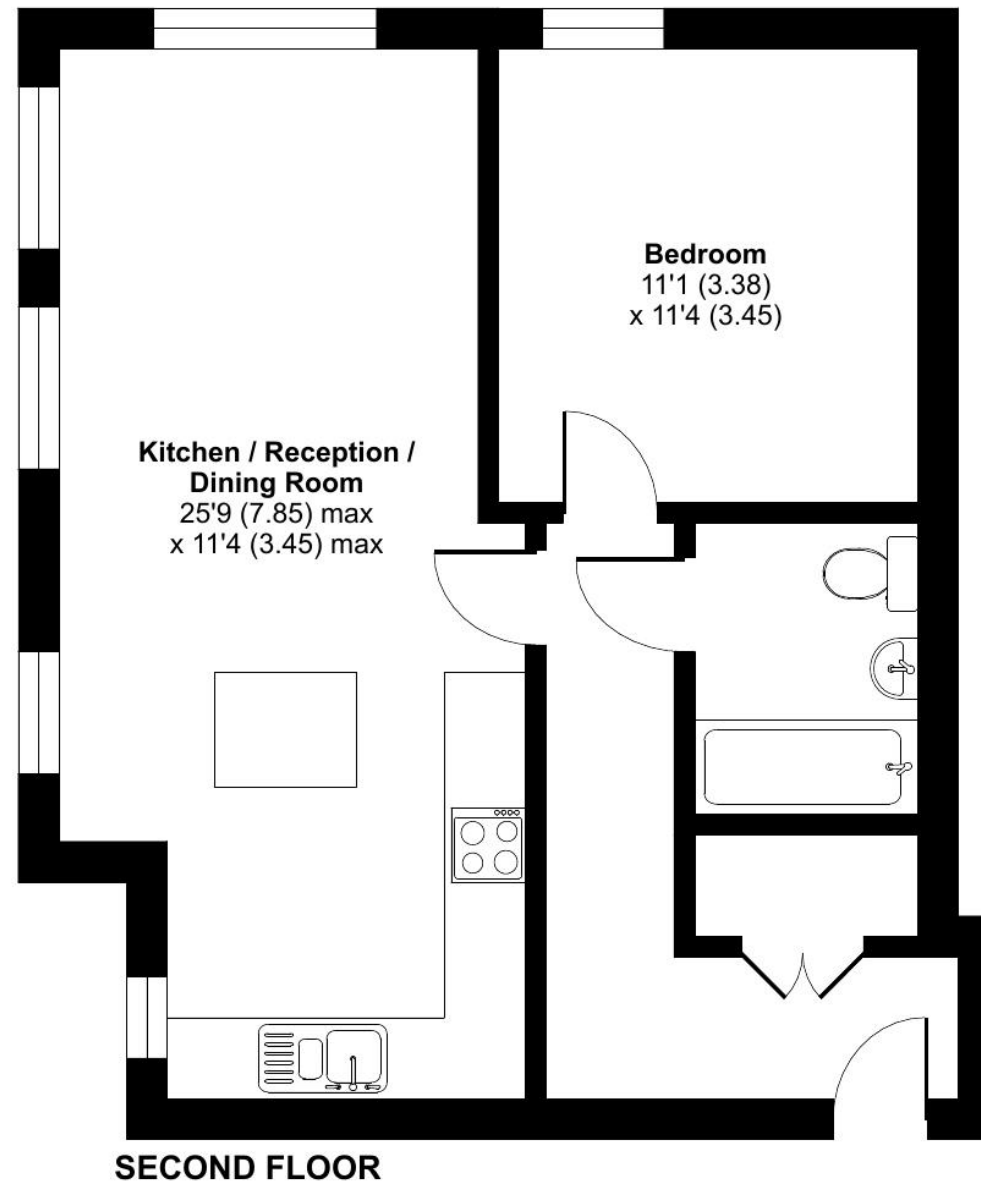 Bedroom
11'1 (3.38)
x 11'4 (3.45)
Kitchen / Reception /
Dining Room
25'9 (7.85) max
x 11'4 (3.45) max
SECOND FLOOR